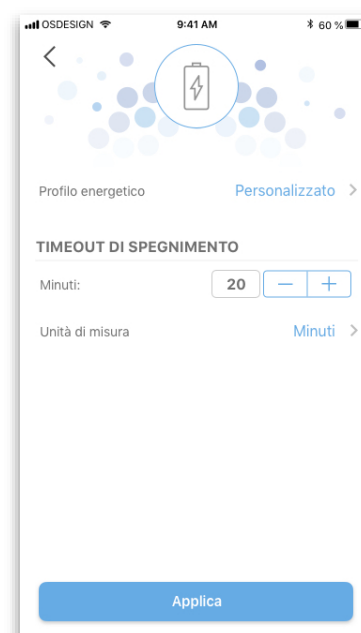 OSDESIGN 9:41 AM 60 %
Profilo energetico Personalizzato
TIMEOUT DI SPEGNIMENTO
Minuti: 20 − +
Unità di misura Minuti
Applica